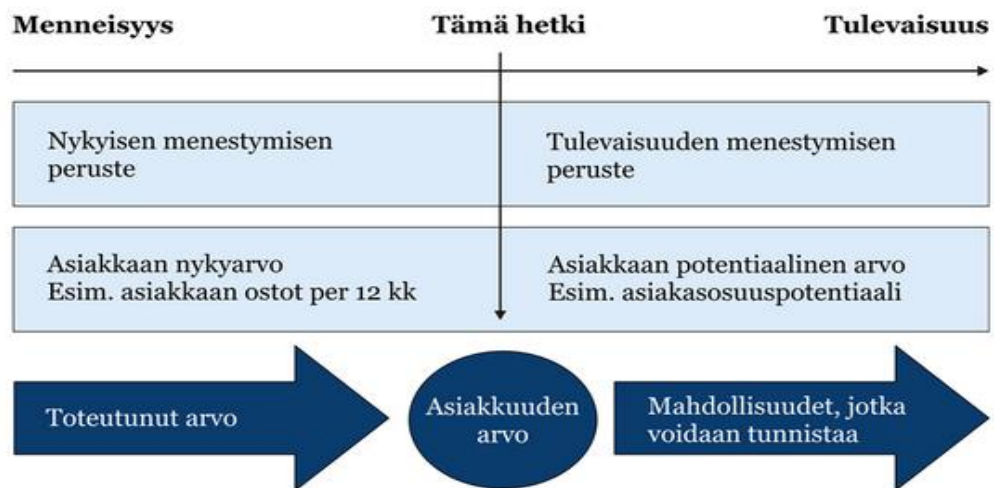 Menneisyys
Tämä hetki
Tulevaisuus
Nykyisen menestymisen
peruste
Tulevaisuuden menestymisen
peruste
Asiakkaan nykyarvo
Esim. asiakkaan ostot per 12 kk
Asiakkaan potentiaalinen arvo
Esim. asiakasosuuspotentiaali
Toteutunut arvo
Asiakkuuden
arvo
Mahdollisuudet, jotka
voidaan tunnistaa